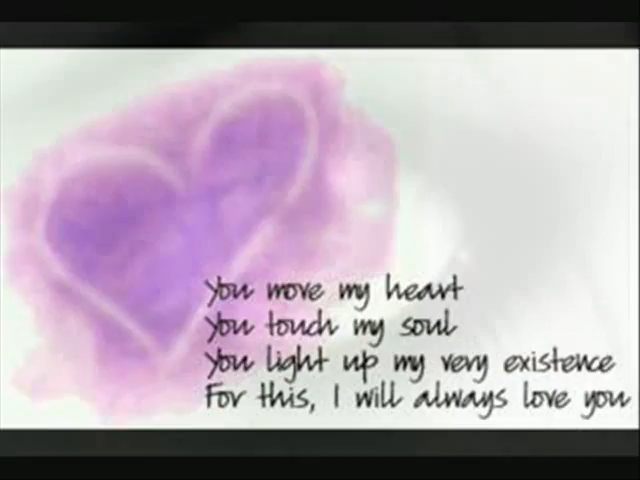 You move my heart
You touch my soul
You light up my very existence
For this, I will always love you